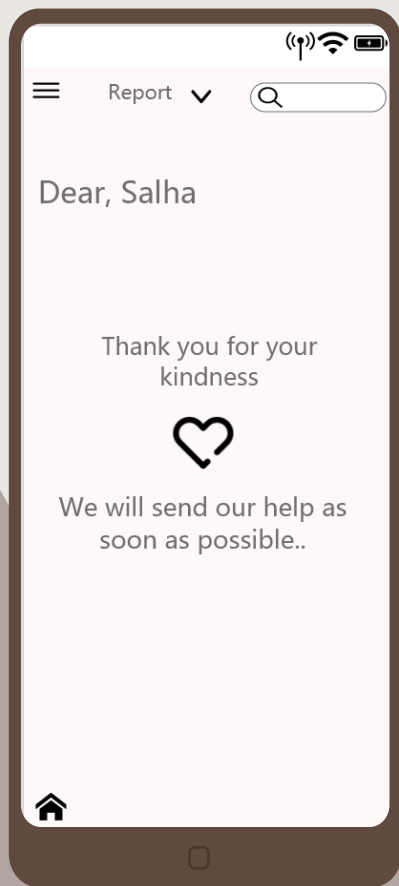 Report
Dear, Salha
Thank you for your
kindness
We will send our help as
soon as possible..